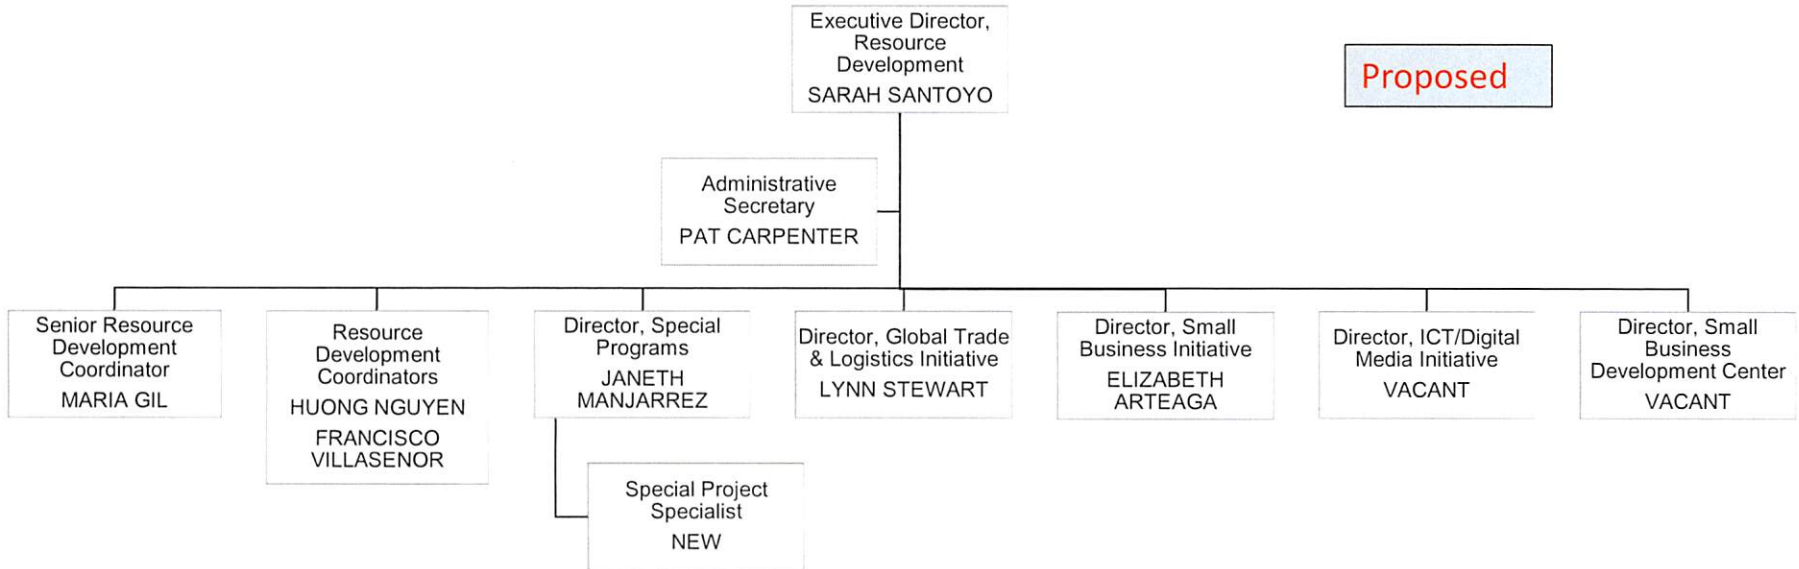 Executive Director,
Resource
Development
SARAH SANTOYO
Proposed
Administrative
Secretary
PAT CARPENTER
Senior Resource
Development
Coordinator
MARIA GIL
Resource
Development
Coordinators
HUONG NGUYEN
FRANCISCO
VILLASENOR
Director, Special
Programs
JANETH
MANJARREZ
Director, Global Trade
& Logistics Initiative
LYNN STEWART
Director, Small
Business Initiative
ELIZABETH
ARTEAGA
Director, ICT/Digital
Media Initiative
VACANT
Director, Small
Business
Development Center
VACANT
Special Project
Specialist
NEW